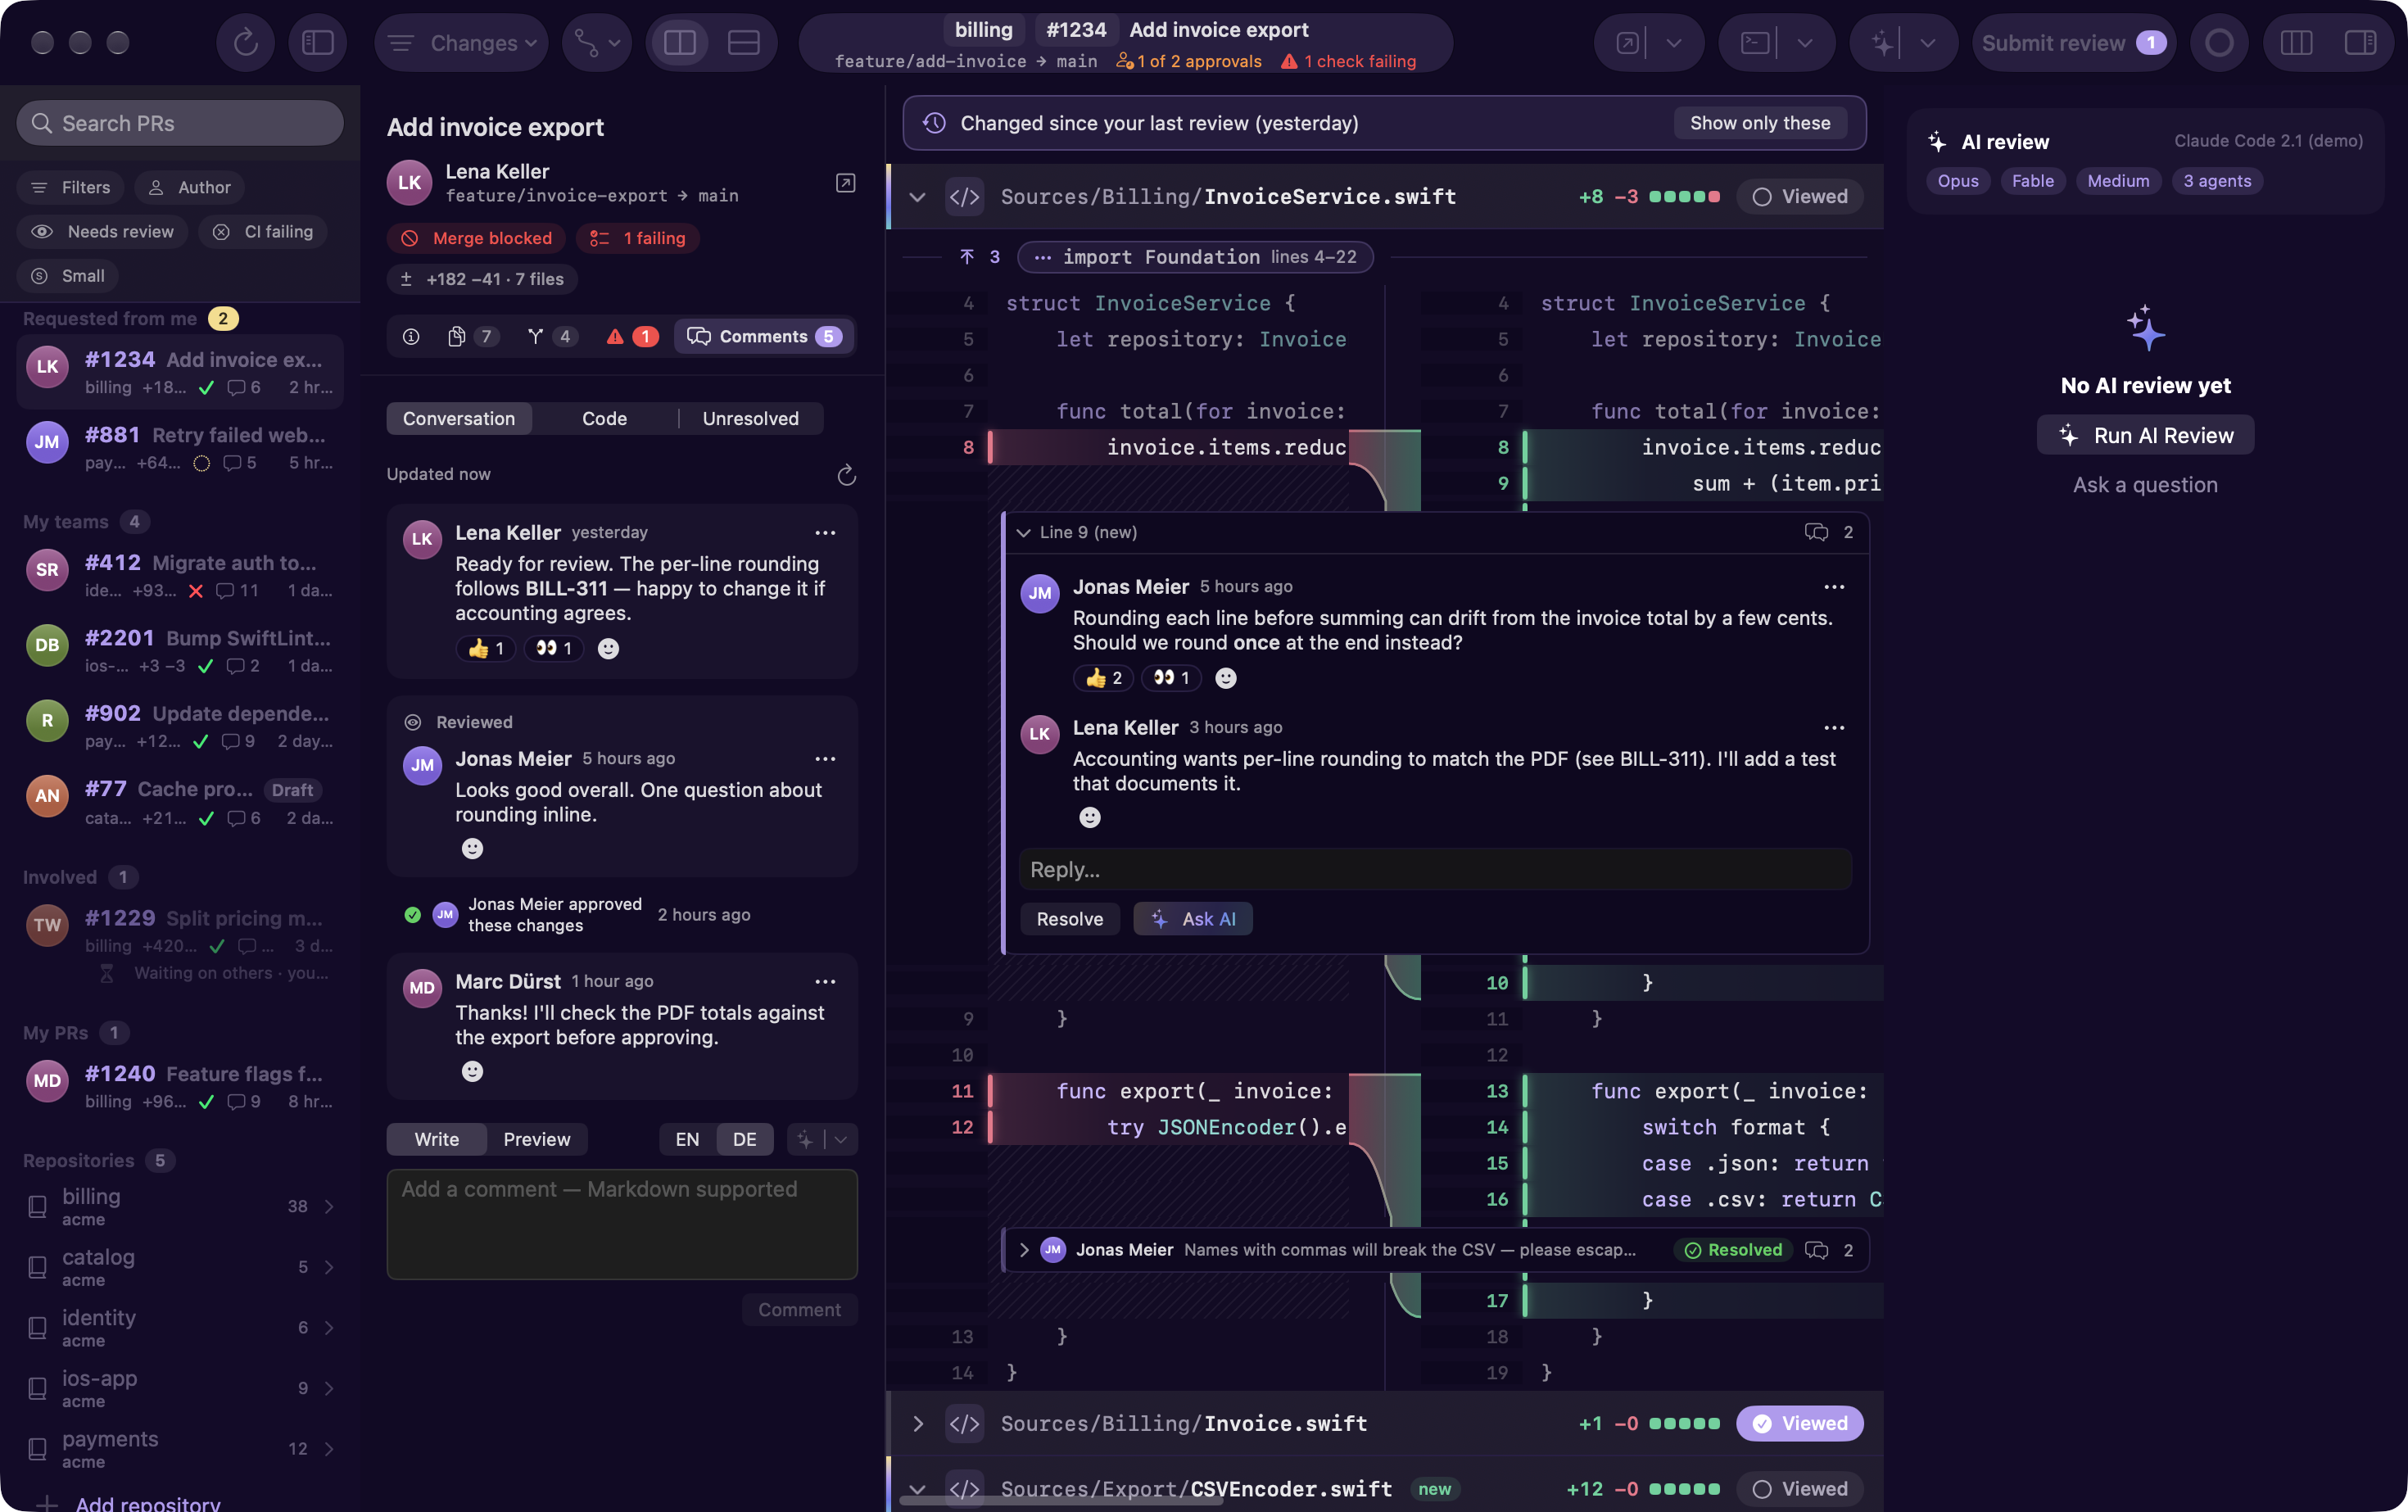 Changes
billing #1234 Add invoice export
feature/add-invoice → main 1 of 2 approvals 1 check failing
Submit review 1
Search PRs
Filters Author
Needs review CI failing
Small
Requested from me 2
LK #1234 Add invoice ex...
billing +18... 6 2 hr...
JM #881 Retry failed web...
pay... +64... 5 5 hr...
My teams 4
SR #412 Migrate auth to...
ide... +93... 11 1 da...
DB #2201 Bump SwiftLint...
ios-... +3 −3 2 1 da...
R #902 Update depende...
pay... +12... 9 2 day...
AN #77 Cache pro... Draft
cata... +21... 6 2 da...
Involved 1
TW #1229 Split pricing m...
billing +420... ... 3 d...
Waiting on others · you...
My PRs 1
MD #1240 Feature flags f...
billing +96... 9 8 hr...
Repositories 5
billing 38
acme
catalog 5
acme
identity 6
acme
ios-app 9
acme
payments 12
acme
Add repository
Add invoice export
LK Lena Keller
feature/invoice-export → main
Merge blocked 1 failing
+182 −41 · 7 files
7 4 1 Comments 5
Conversation Code Unresolved
Updated now
LK Lena Keller yesterday
Ready for review. The per-line rounding
follows BILL-311 — happy to change it if
accounting agrees.
👍 1 👀 1
Reviewed
JM Jonas Meier 5 hours ago
Looks good overall. One question about
rounding inline.
JM Jonas Meier approved
these changes 2 hours ago
MD Marc Dürst 1 hour ago
Thanks! I'll check the PDF totals against
the export before approving.
Write Preview EN DE
Add a comment — Markdown supported
Comment
Changed since your last review (yesterday) Show only these
Sources/Billing/InvoiceService.swift +8 −3 Viewed
3 ··· import Foundation lines 4–22
4 struct InvoiceService { 4 struct InvoiceService {
5 let repository: Invoice 5 let repository: Invoice
6 6
7 func total(for invoice: 7 func total(for invoice:
8 invoice.items.reduc 8 invoice.items.reduc
9 sum + (item.pri
Line 9 (new) 2
JM Jonas Meier 5 hours ago
Rounding each line before summing can drift from the invoice total by a few cents.
Should we round once at the end instead?
👍 2 👀 1
LK Lena Keller 3 hours ago
Accounting wants per-line rounding to match the PDF (see BILL-311). I'll add a test
that documents it.
Reply...
Resolve Ask AI
10 }
9 } 11 }
10 12
11 func export(_ invoice: 13 func export(_ invoice:
12 try JSONEncoder().e 14 switch format {
15 case .json: return
16 case .csv: return C
JM Jonas Meier Names with commas will break the CSV — please escap... Resolved 2
17 }
13 } 18 }
14 } 19 }
Sources/Billing/Invoice.swift +1 −0 Viewed
Sources/Export/CSVEncoder.swift new +12 −0 Viewed
AI review Claude Code 2.1 (demo)
Opus Fable Medium 3 agents
No AI review yet
Run AI Review
Ask a question